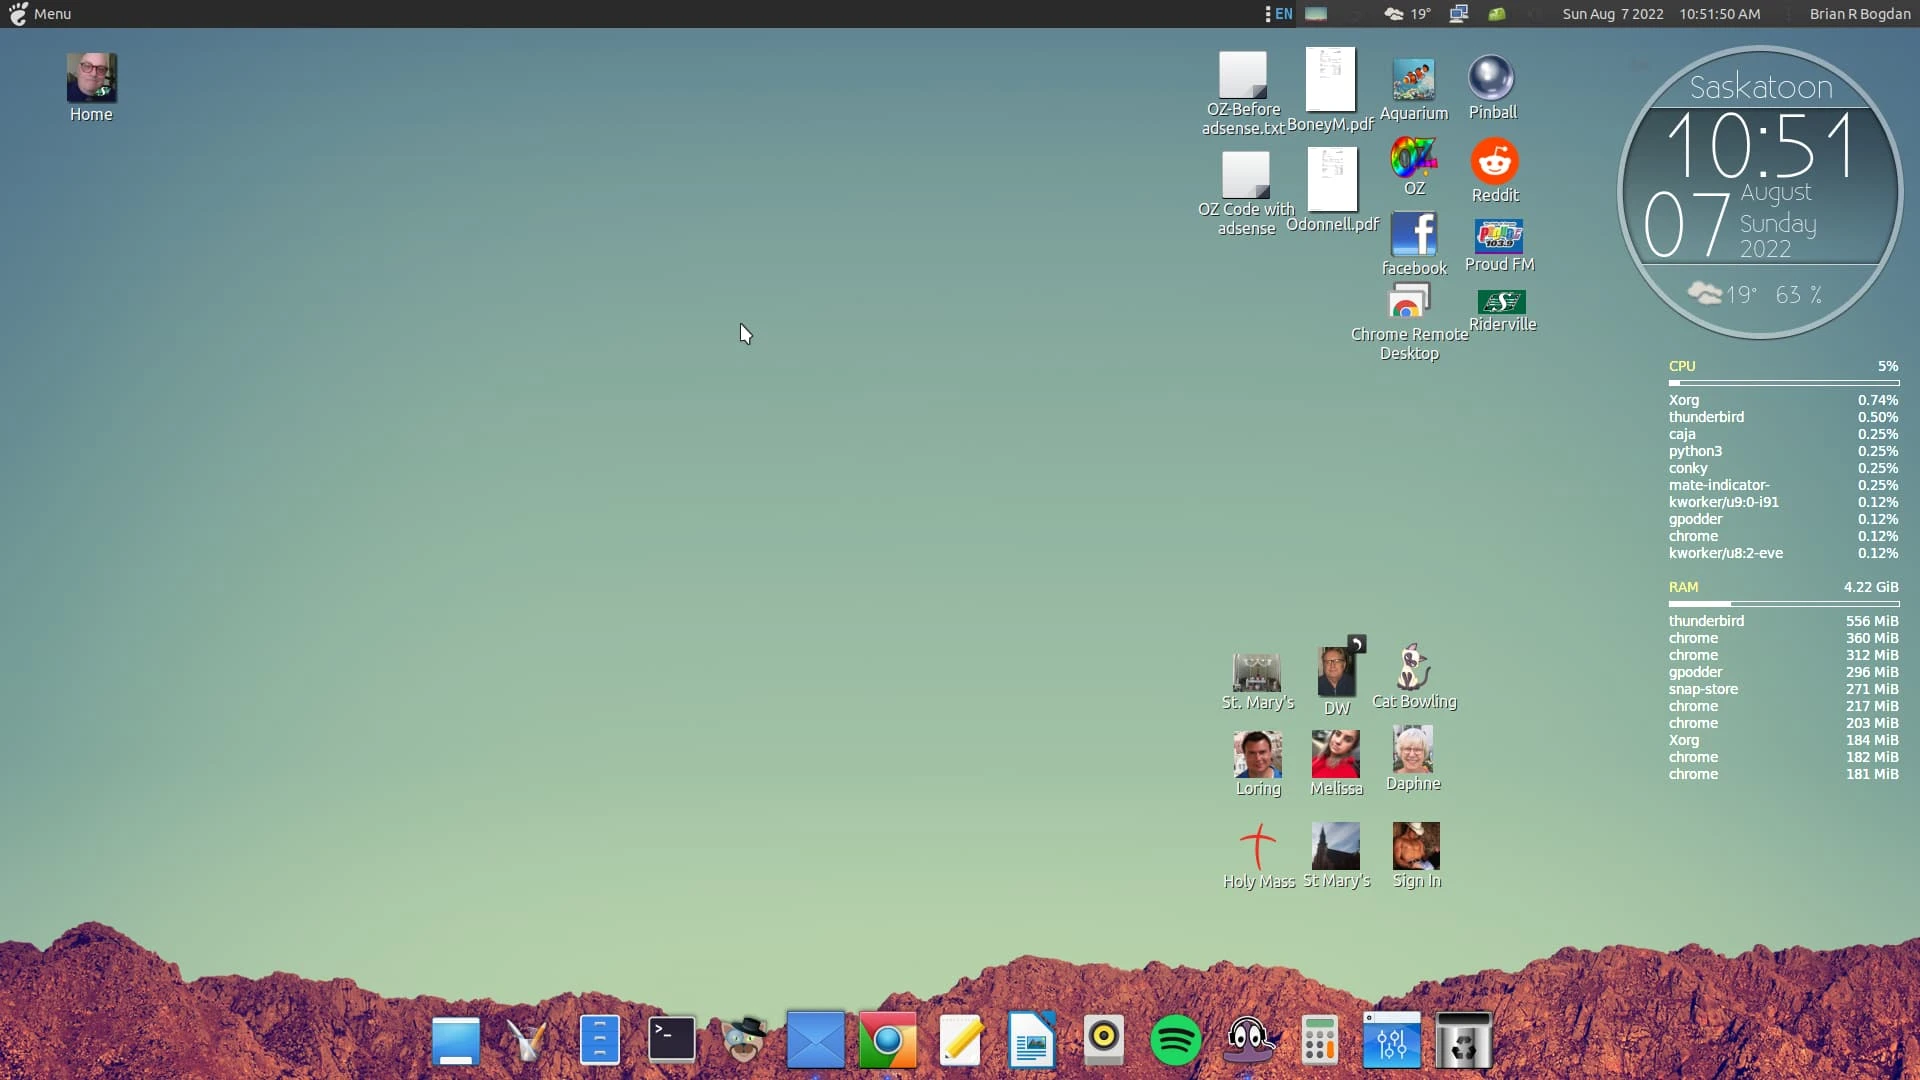 Menu
EN
19°
Sun Aug 7 2022
10:51:50 AM
Brian R Bogdan
Home
OZ-Before
adsense.txt
BoneyM.pdf
Aquarium
Pinball
OZ Code with
adsense
Odonnell.pdf
OZ
OZ
Reddit
f
facebook
103.9
Proud FM
Chrome Remote
Desktop
S
Riderville
Saskatoon
10:51
07
August
Sunday
2022
19° 63 %
CPU 5%
Xorg 0.74%
thunderbird 0.50%
caja 0.25%
python3 0.25%
conky 0.25%
mate-indicator- 0.25%
kworker/u9:0-i91 0.12%
gpodder 0.12%
chrome 0.12%
kworker/u8:2-eve 0.12%
RAM 4.22 GiB
thunderbird 556 MiB
chrome 360 MiB
chrome 312 MiB
gpodder 296 MiB
snap-store 271 MiB
chrome 217 MiB
chrome 203 MiB
Xorg 184 MiB
chrome 182 MiB
chrome 181 MiB
St. Mary's
DW
Cat Bowling
Loring
Melissa
Daphne
Holy Mass
St Mary's
Sign In
>_